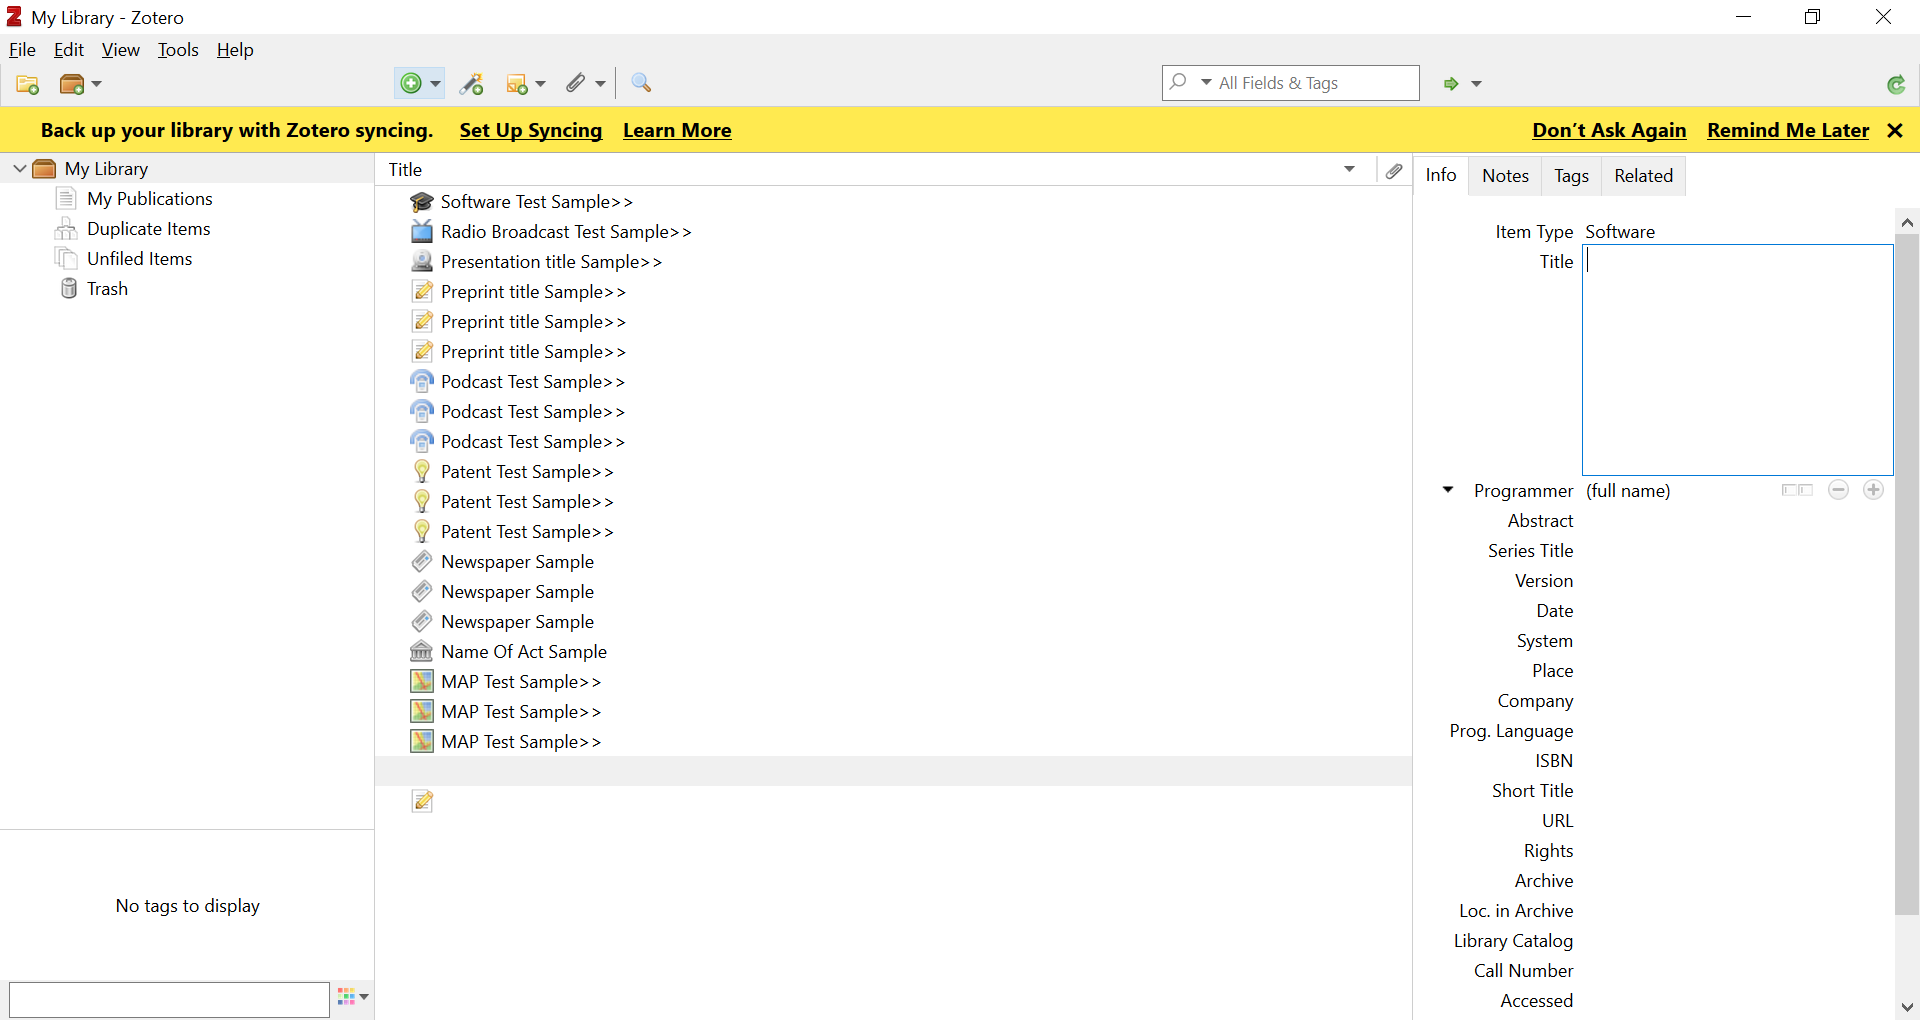 My Library - Zotero
File Edit View Tools Help
All Fields & Tags
Back up your library with Zotero syncing. Set Up Syncing Learn More Don't Ask Again Remind Me Later
My Library
My Publications
Duplicate Items
Unfiled Items
Trash
No tags to display
Title
Software Test Sample>>
Radio Broadcast Test Sample>>
Presentation title Sample>>
Preprint title Sample>>
Preprint title Sample>>
Preprint title Sample>>
Podcast Test Sample>>
Podcast Test Sample>>
Podcast Test Sample>>
Patent Test Sample>>
Patent Test Sample>>
Patent Test Sample>>
Newspaper Sample
Newspaper Sample
Newspaper Sample
Name Of Act Sample
MAP Test Sample>>
MAP Test Sample>>
MAP Test Sample>>
Info Notes Tags Related
Item Type Software
Title
Programmer (full name)
Abstract
Series Title
Version
Date
System
Place
Company
Prog. Language
ISBN
Short Title
URL
Rights
Archive
Loc. in Archive
Library Catalog
Call Number
Accessed